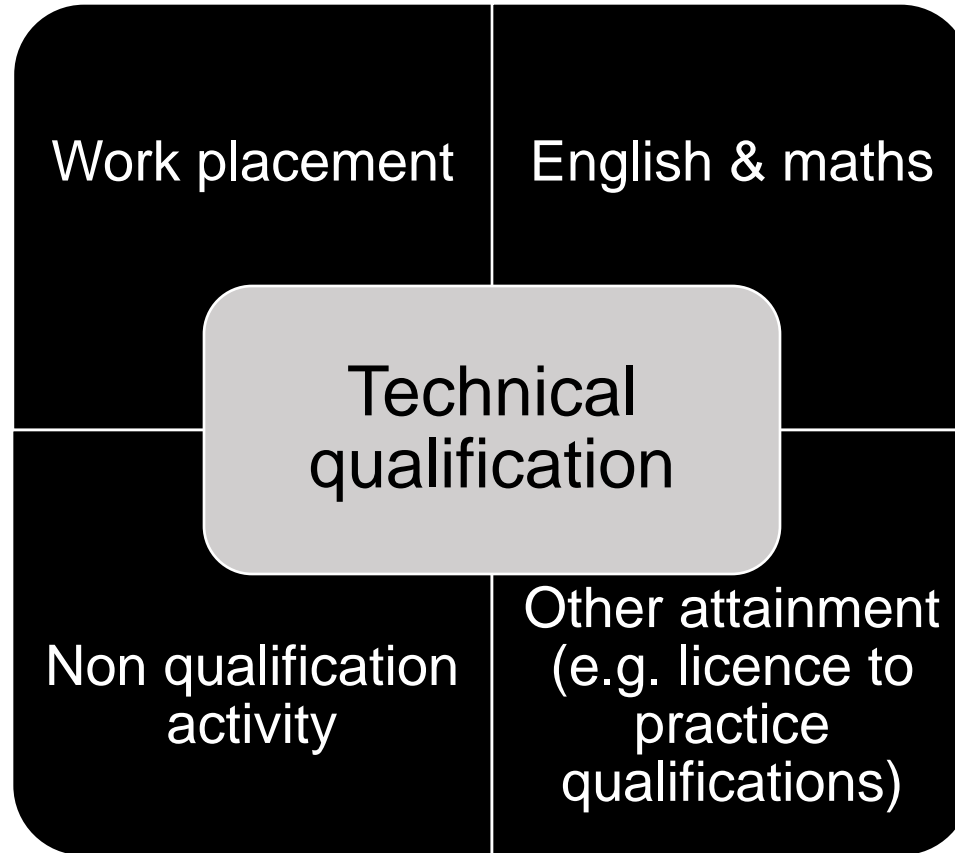 Work placement
English & maths
Technical
qualification
Non qualification
activity
Other attainment
(e.g. licence to
practice
qualifications)